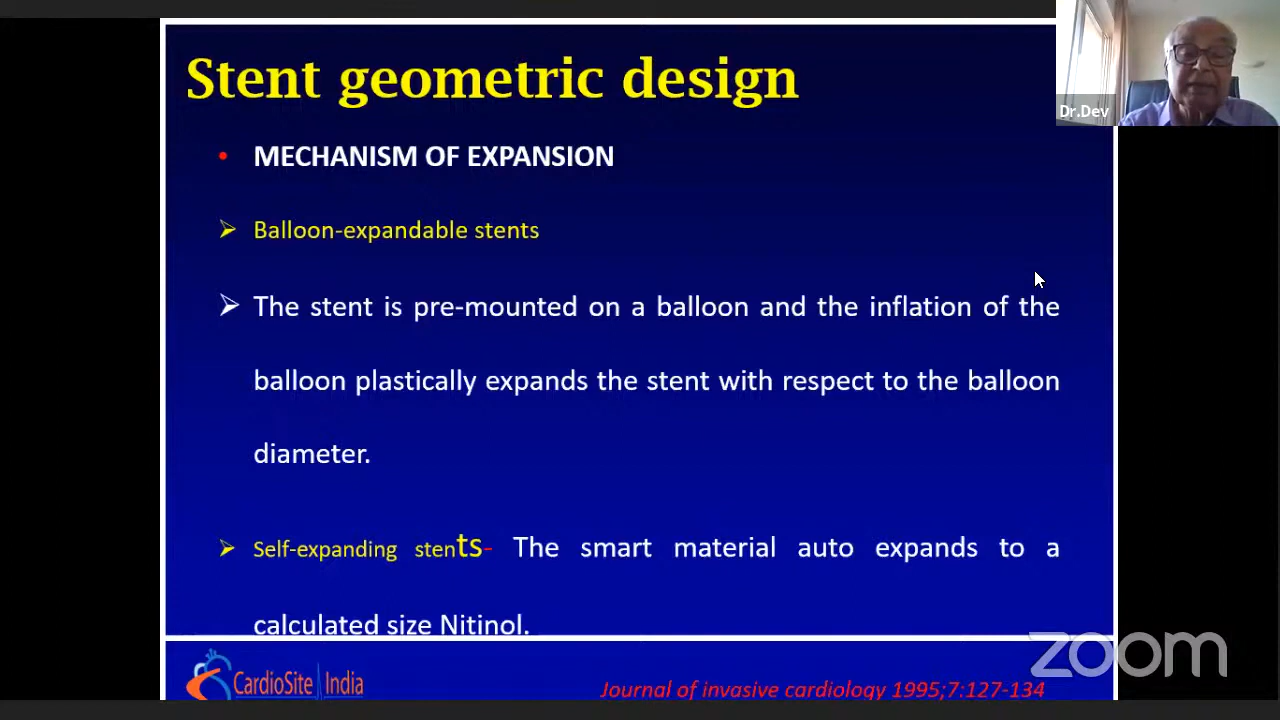 Stent geometric design
Dr.Dev
• MECHANISM OF EXPANSION
➢ Balloon-expandable stents
➢ The stent is pre-mounted on a balloon and the inflation of the
balloon plastically expands the stent with respect to the balloon
diameter.
➢ Self-expanding stents- The smart material auto expands to a
calculated size Nitinol.
zoom
CardioSite India
Journal of invasive cardiology 1995;7:127-134